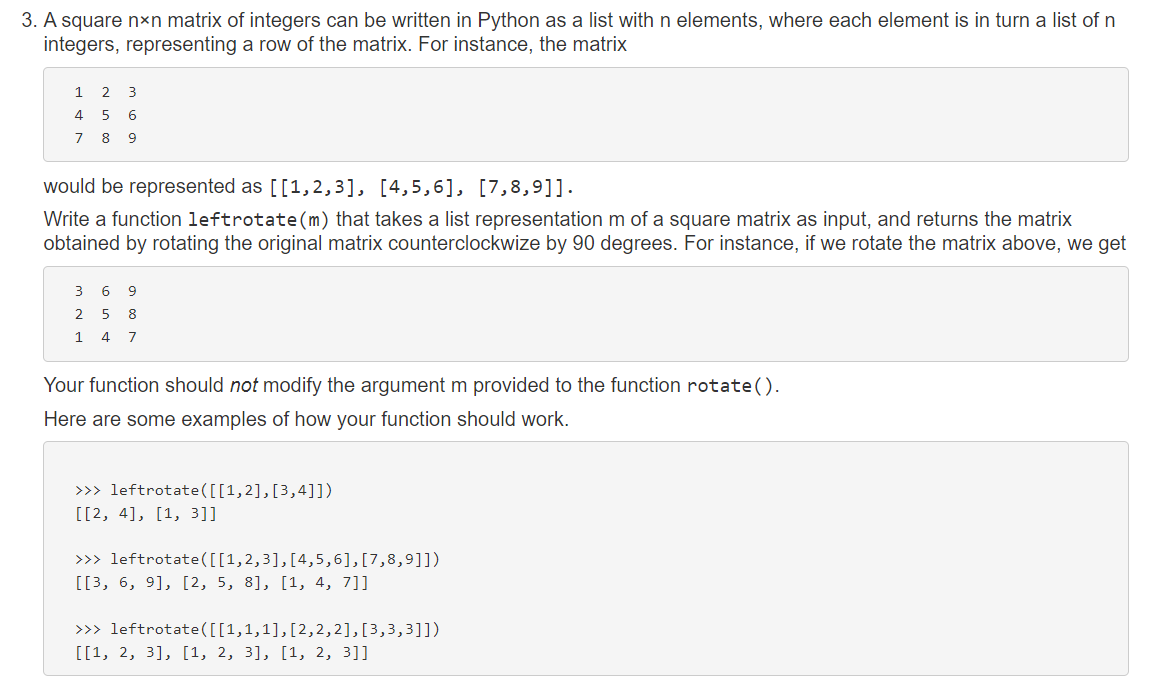 3. A square n×n matrix of integers can be written in Python as a list with n elements, where each element is in turn a list of n
integers, representing a row of the matrix. For instance, the matrix
1 2 3
4 5 6
7 8 9
would be represented as [[1,2,3], [4,5,6], [7,8,9]].
Write a function leftrotate(m) that takes a list representation m of a square matrix as input, and returns the matrix
obtained by rotating the original matrix counterclockwize by 90 degrees. For instance, if we rotate the matrix above, we get
3 6 9
2 5 8
1 4 7
Your function should not modify the argument m provided to the function rotate().
Here are some examples of how your function should work.
>>> leftrotate([[1,2],[3,4]])
[[2, 4], [1, 3]]
>>> leftrotate([[1,2,3],[4,5,6],[7,8,9]])
[[3, 6, 9], [2, 5, 8], [1, 4, 7]]
>>> leftrotate([[1,1,1],[2,2,2],[3,3,3]])
[[1, 2, 3], [1, 2, 3], [1, 2, 3]]